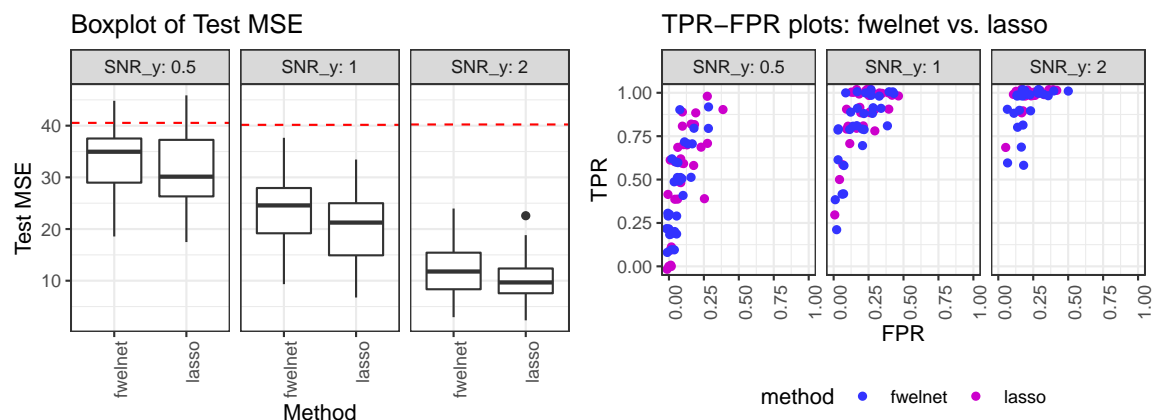 Boxplot of Test MSE
SNR_y: 0.5
SNR_y: 1
SNR_y: 2
40
30
20
10
Test MSE
fwelnet
lasso
fwelnet
lasso
fwelnet
lasso
Method
TPR−FPR plots: fwelnet vs. lasso
SNR_y: 0.5
SNR_y: 1
SNR_y: 2
1.00
0.75
0.50
0.25
0.00
TPR
0.00
0.25
0.50
0.75
1.00
0.00
0.25
0.50
0.75
1.00
0.00
0.25
0.50
0.75
1.00
FPR
method
fwelnet
lasso